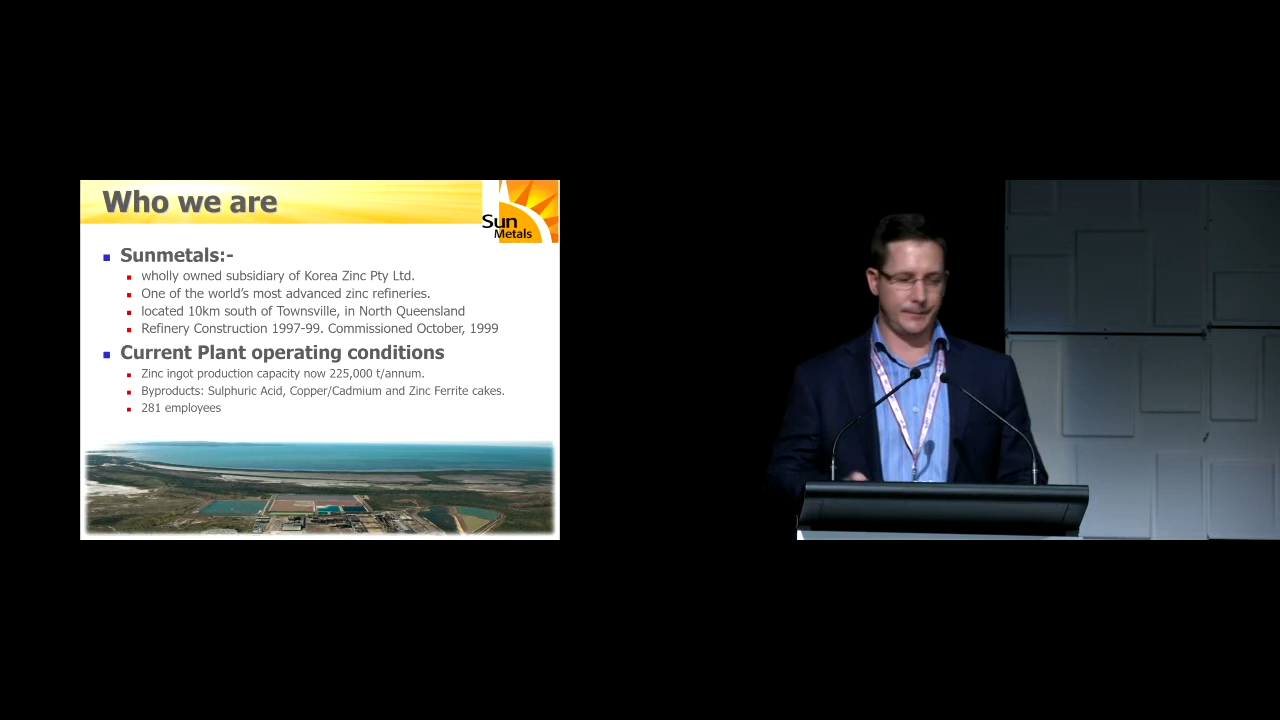 Who we are
Sun
Metals
Sunmetals:-
wholly owned subsidiary of Korea Zinc Pty Ltd.
One of the world's most advanced zinc refineries.
located 10km south of Townsville, in North Queensland
Refinery Construction 1997-99. Commissioned October, 1999
Current Plant operating conditions
Zinc ingot production capacity now 225,000 t/annum.
Byproducts: Sulphuric Acid, Copper/Cadmium and Zinc Ferrite cakes.
281 employees